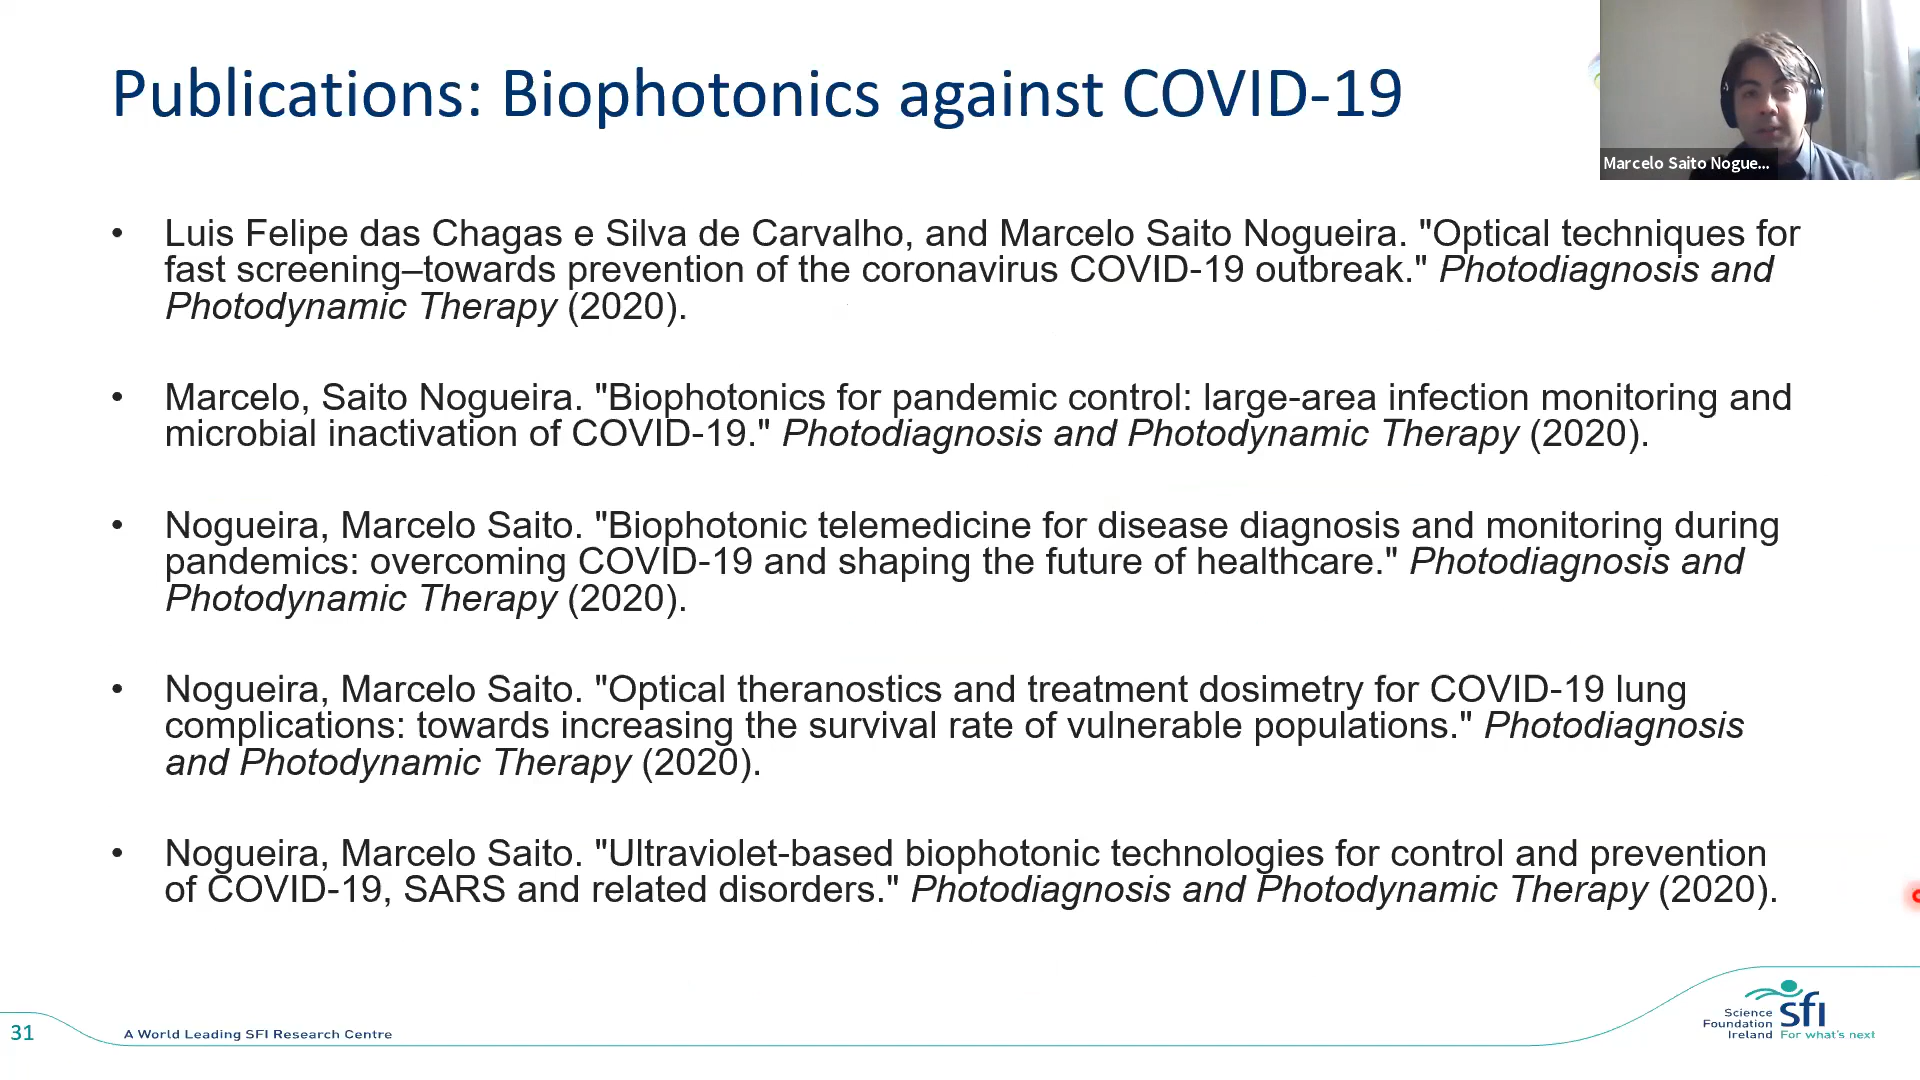 Publications: Biophotonics against COVID-19
Marcelo Saito Nogue...
• Luis Felipe das Chagas e Silva de Carvalho, and Marcelo Saito Nogueira. "Optical techniques for
fast screening–towards prevention of the coronavirus COVID-19 outbreak." Photodiagnosis and
Photodynamic Therapy (2020).
• Marcelo, Saito Nogueira. "Biophotonics for pandemic control: large-area infection monitoring and
microbial inactivation of COVID-19." Photodiagnosis and Photodynamic Therapy (2020).
• Nogueira, Marcelo Saito. "Biophotonic telemedicine for disease diagnosis and monitoring during
pandemics: overcoming COVID-19 and shaping the future of healthcare." Photodiagnosis and
Photodynamic Therapy (2020).
• Nogueira, Marcelo Saito. "Optical theranostics and treatment dosimetry for COVID-19 lung
complications: towards increasing the survival rate of vulnerable populations." Photodiagnosis
and Photodynamic Therapy (2020).
• Nogueira, Marcelo Saito. "Ultraviolet-based biophotonic technologies for control and prevention
of COVID-19, SARS and related disorders." Photodiagnosis and Photodynamic Therapy (2020).
31
A World Leading SFI Research Centre
Science
Foundation
Ireland
sfi
For what's next